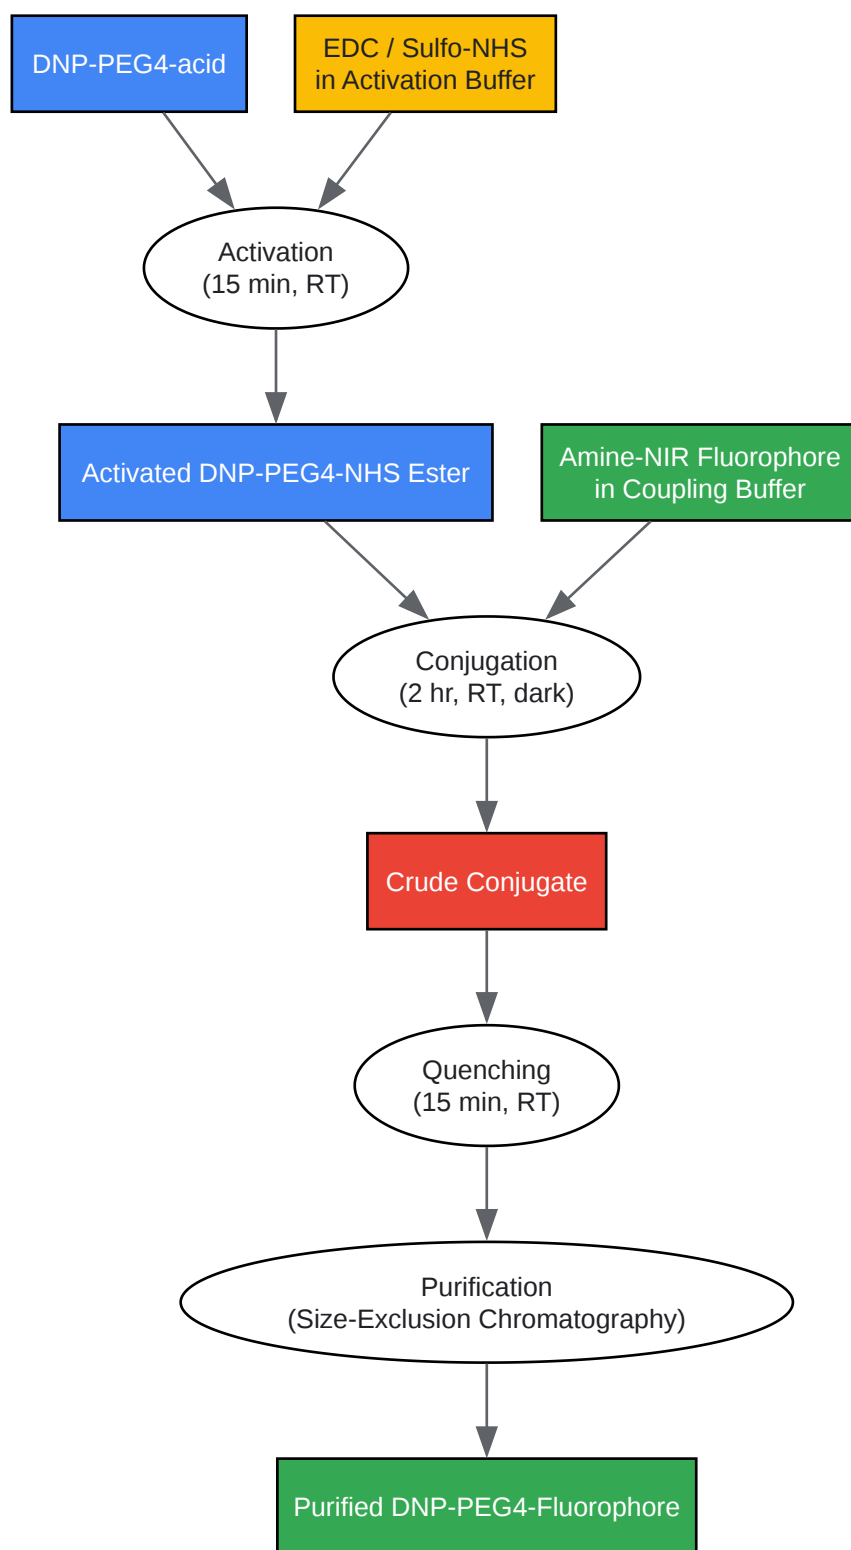 DNP-PEG4-acid
EDC / Sulfo-NHS
in Activation Buffer
Activation
(15 min, RT)
Activated DNP-PEG4-NHS Ester
Amine-NIR Fluorophore
in Coupling Buffer
Conjugation
(2 hr, RT, dark)
Crude Conjugate
Quenching
(15 min, RT)
Purification
(Size-Exclusion Chromatography)
Purified DNP-PEG4-Fluorophore